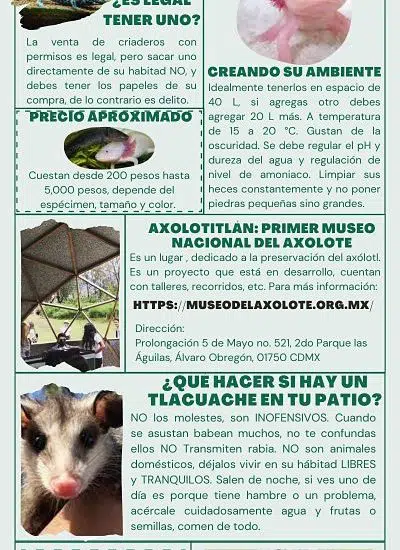 ¿ES LEGAL
TENER UNO?
La venta de criaderos con
permisos es legal, pero sacar uno
directamente de su habitad NO, y
debes tener los papeles de su
compra, de lo contrario es delito.
PRECIO APROXIMADO
Cuestan desde 200 pesos hasta
5,000 pesos, depende del
espécimen, tamaño y color.
CREANDO SU AMBIENTE
Idealmente tenerlos en espacio de
40 L, si agregas otro debes
agregar 20 L más. A temperatura
de 15 a 20 °C. Gustan de la
oscuridad. Se debe regular el pH y
dureza del agua y regulación de
nivel de amoniaco. Limpiar sus
heces constantemente y no poner
piedras pequeñas sino grandes.
AXOLOTITLÁN: PRIMER MUSEO
NACIONAL DEL AXOLOTE
Es un lugar , dedicado a la preservación del axólotl.
Es un proyecto que está en desarrollo, cuentan
con talleres, recorridos, etc. Para más información:
HTTPS://MUSEODELAXOLOTE.ORG.MX/
Dirección:
Prolongación 5 de Mayo no. 521, 2do Parque las
Águilas, Álvaro Obregón, 01750 CDMX
¿QUE HACER SI HAY UN
TLACUACHE EN TU PATIO?
NO los molestes, son INOFENSIVOS. Cuando
se asustan babean muchos, no te confundas
ellos NO Transmiten rabia. NO son animales
domésticos, déjalos vivir en su hábitad LIBRES
y TRANQUILOS. Salen de noche, si ves uno de
día es porque tiene hambre o un problema,
acércale cuidadosamente agua y frutas o
semillas, comen de todo.